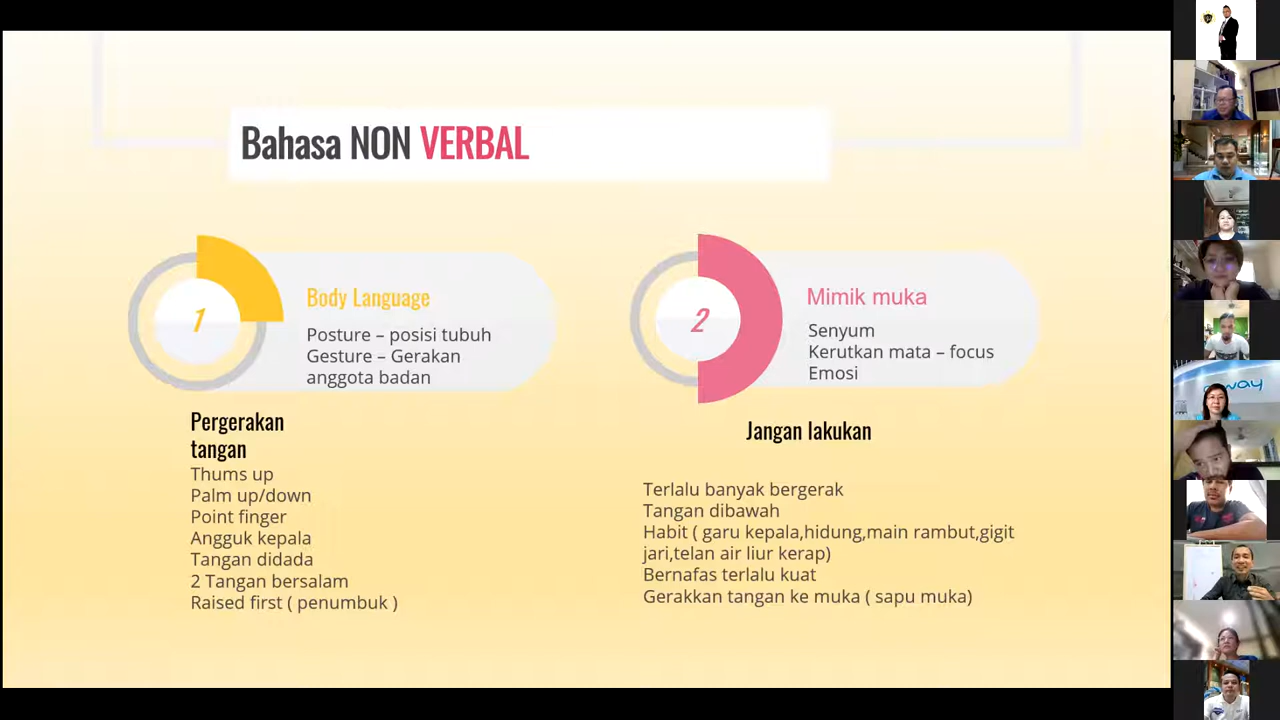 Bahasa NON VERBAL
1
Body Language
Posture – posisi tubuh
Gesture – Gerakan
anggota badan
Pergerakan
tangan
Thums up
Palm up/down
Point finger
Angguk kepala
Tangan didada
2 Tangan bersalam
Raised first ( penumbuk )
2
Mimik muka
Senyum
Kerutkan mata – focus
Emosi
Jangan lakukan
Terlalu banyak bergerak
Tangan dibawah
Habit ( garu kepala,hidung,main rambut,gigit
jari,telan air liur kerap)
Bernafas terlalu kuat
Gerakkan tangan ke muka ( sapu muka)